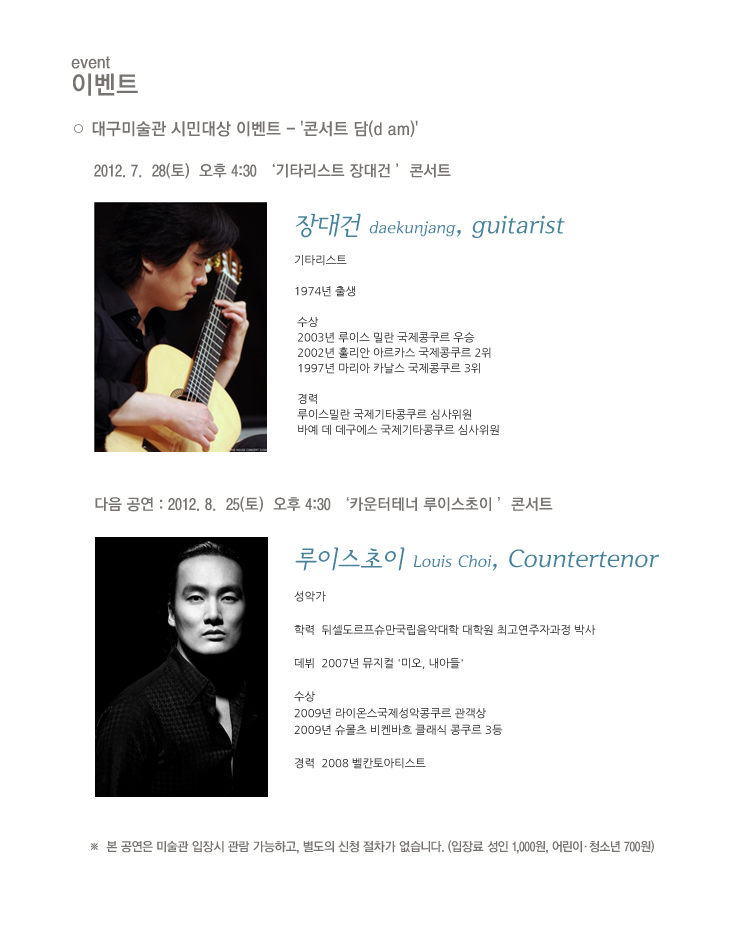 event
이벤트
○ 대구미술관 시민대상 이벤트 - '콘서트 담(d am)'
2012. 7. 28(토) 오후 4:30 ‘기타리스트 장대건 ’ 콘서트
장대건 daekunjang, guitarist
기타리스트
1974년 출생
수상
2003년 루이스 밀란 국제콩쿠르 우승
2002년 훌리안 아르카스 국제콩쿠르 2위
1997년 마리아 카날스 국제콩쿠르 3위
경력
루이스밀란 국제기타콩쿠르 심사위원
바예 데 데구에스 국제기타콩쿠르 심사위원
다음 공연 : 2012. 8. 25(토) 오후 4:30 ‘카운터테너 루이스초이 ’ 콘서트
루이스초이 Louis Choi, Countertenor
성악가
학력 뒤셀도르프슈만국립음악대학 대학원 최고연주자과정 박사
데뷔 2007년 뮤지컬 '미오, 내아들'
수상
2009년 라이온스국제성악콩쿠르 관객상
2009년 슈몰츠 비켄바흐 클래식 콩쿠르 3등
경력 2008 벨칸토아티스트
※ 본 공연은 미술관 입장시 관람 가능하고, 별도의 신청 절차가 없습니다. (입장료 성인 1,000원, 어린이·청소년 700원)